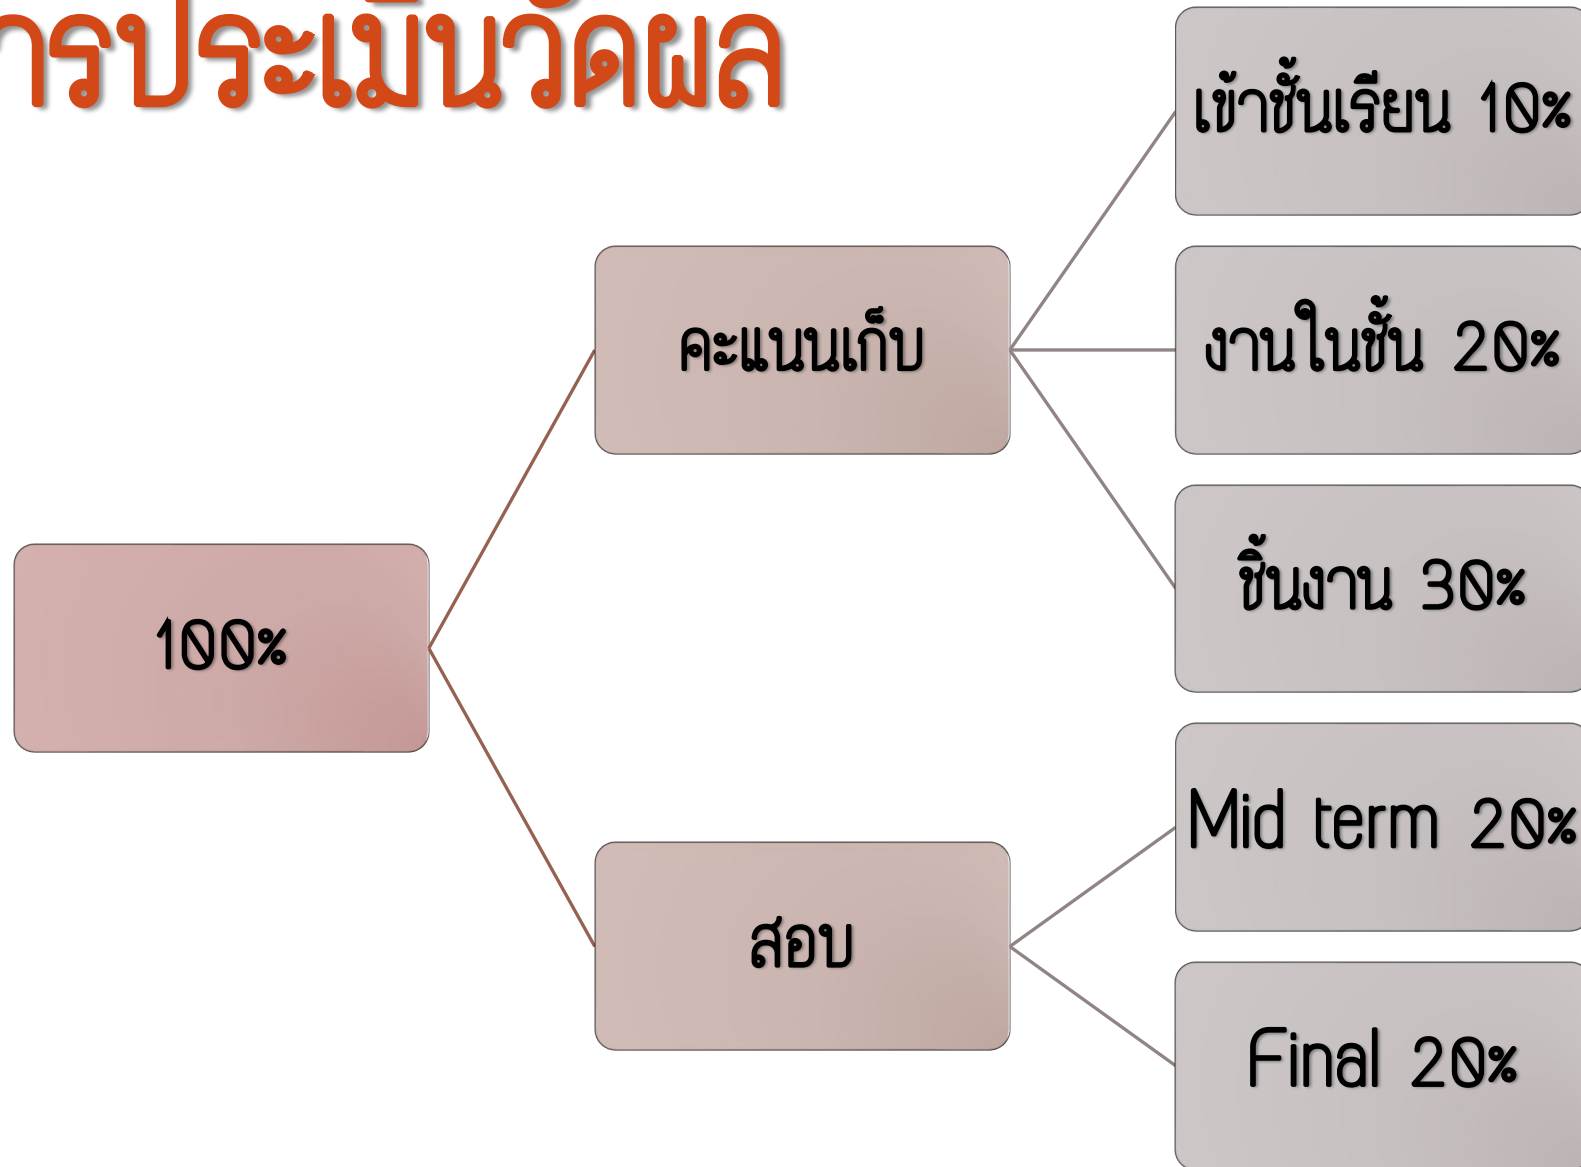 ารประเมินวัดผล
100%
คะแนนเก็บ
เข้าชั้นเรียน 10%
งานในชั้น 20%
ชิ้นงาน 30%
สอบ
Mid term 20%
Final 20%